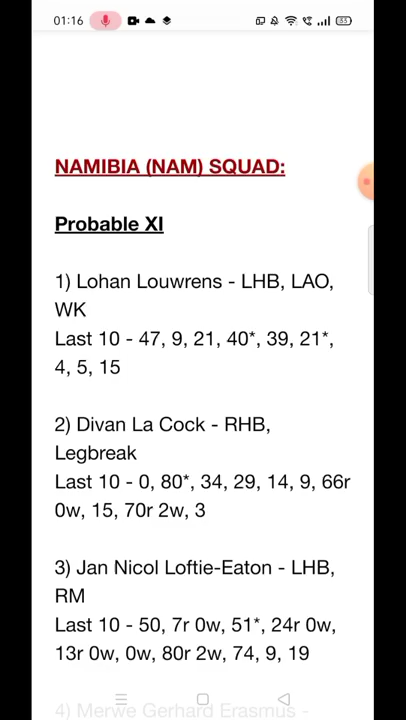 01:16
53
NAMIBIA (NAM) SQUAD:
Probable XI
1) Lohan Louwrens - LHB, LAO,
WK
Last 10 - 47, 9, 21, 40*, 39, 21*,
4, 5, 15
2) Divan La Cock - RHB,
Legbreak
Last 10 - 0, 80*, 34, 29, 14, 9, 66r
0w, 15, 70r 2w, 3
3) Jan Nicol Loftie-Eaton - LHB,
RM
Last 10 - 50, 7r 0w, 51*, 24r 0w,
13r 0w, 0w, 80r 2w, 74, 9, 19
4) Merwe Gerhard Erasmus -